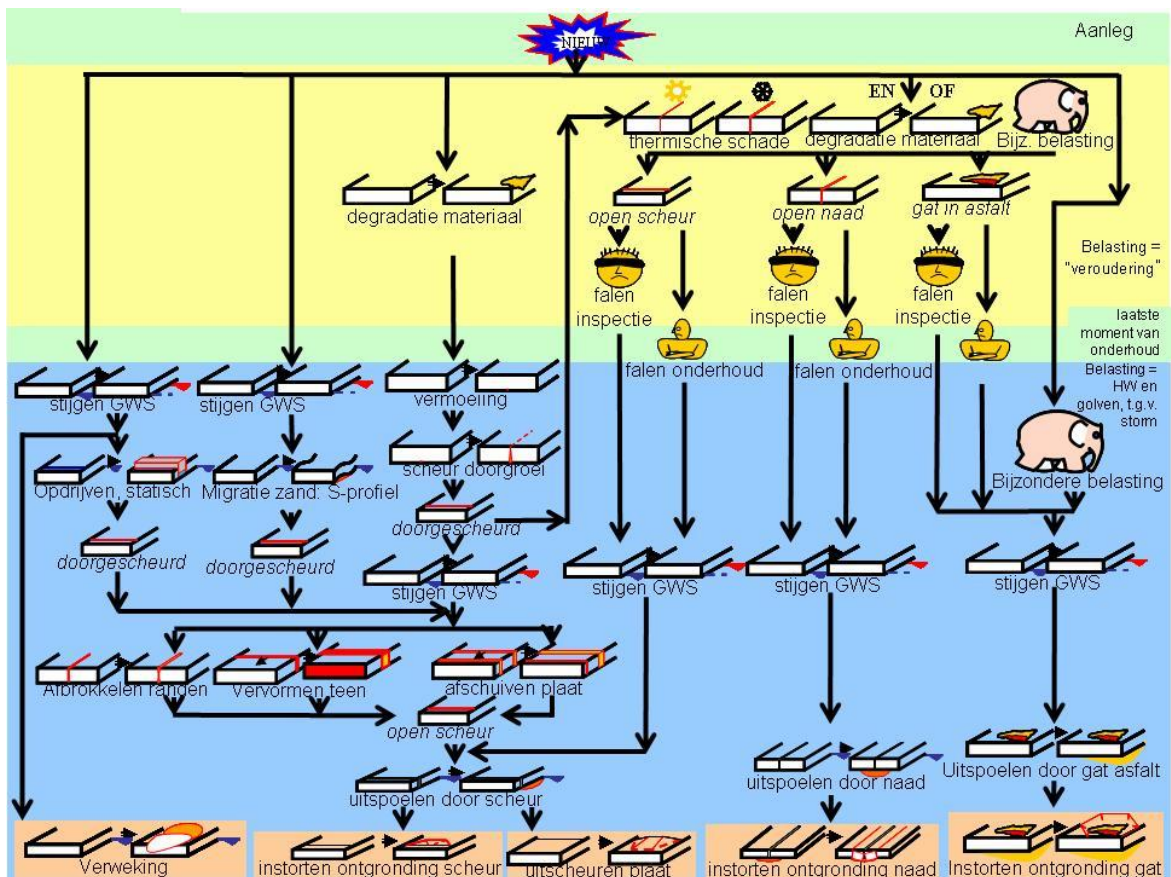 Aanleg
NIEUW
EN OF
thermische schade
degradatie materiaal
Bijz. belasting
degradatie materiaal
open scheur
open naad
gat in asfalt
Belasting =
"veroudering"
falen
inspectie
falen
inspectie
falen
inspectie
laatste
moment van
onderhoud
falen onderhoud
falen onderhoud
Belasting =
HW en
golven, t.g.v.
storm
stijgen GWS
stijgen GWS
vermoeiing
scheur doorgroei
Opdrijven, statisch
Migratie zand: S-profiel
Bijzondere belasting
doorgescheurd
doorgescheurd
doorgescheurd
stijgen GWS
stijgen GWS
stijgen GWS
stijgen GWS
Afbrokkelen randen
Vervormen teen
afschuiven plaat
open scheur
uitspoelen door scheur
uitspoelen door naad
Uitspoelen door gat asfalt
Verweking
instorten ontgronding scheur
uitscheuren plaat
instorten ontgronding naad
Instorten ontgronding gat